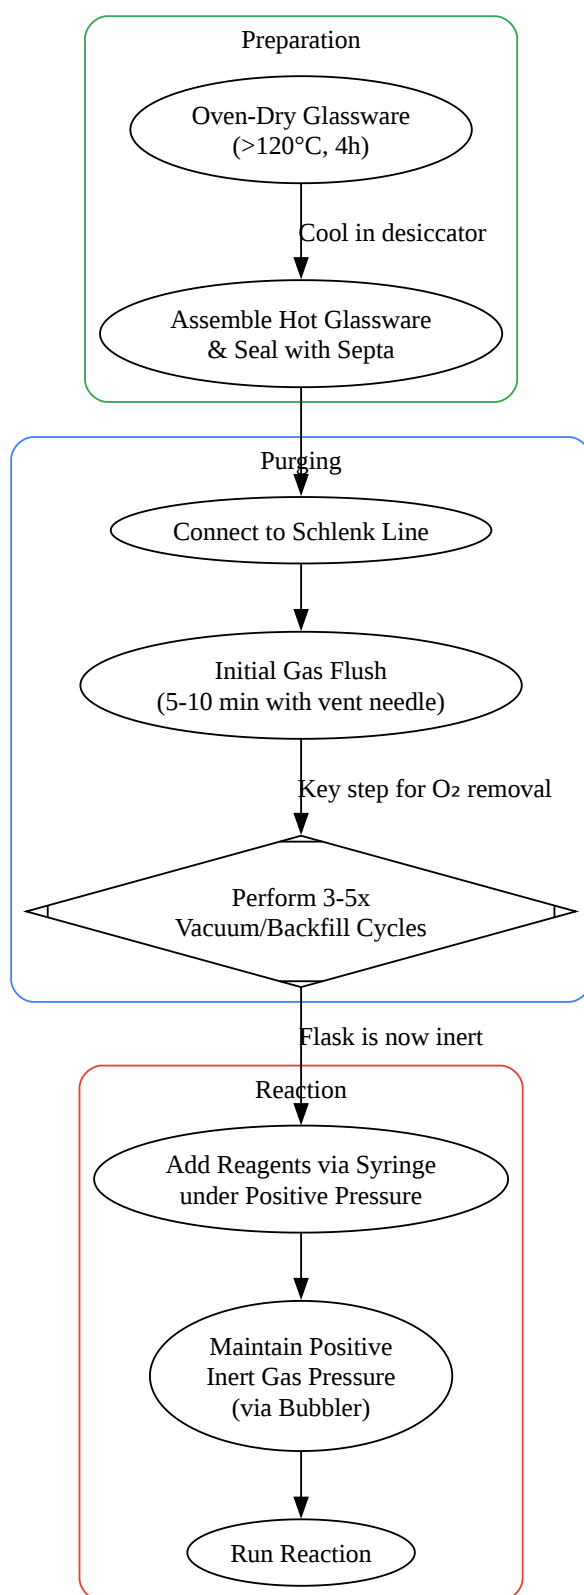 Preparation
Oven-Dry Glassware
(>120°C, 4h)
Cool in desiccator
Assemble Hot Glassware
& Seal with Septa
Purging
Connect to Schlenk Line
Initial Gas Flush
(5-10 min with vent needle)
Key step for O₂ removal
Perform 3-5x
Vacuum/Backfill Cycles
Flask is now inert
Reaction
Add Reagents via Syringe
under Positive Pressure
Maintain Positive
Inert Gas Pressure
(via Bubbler)
Run Reaction